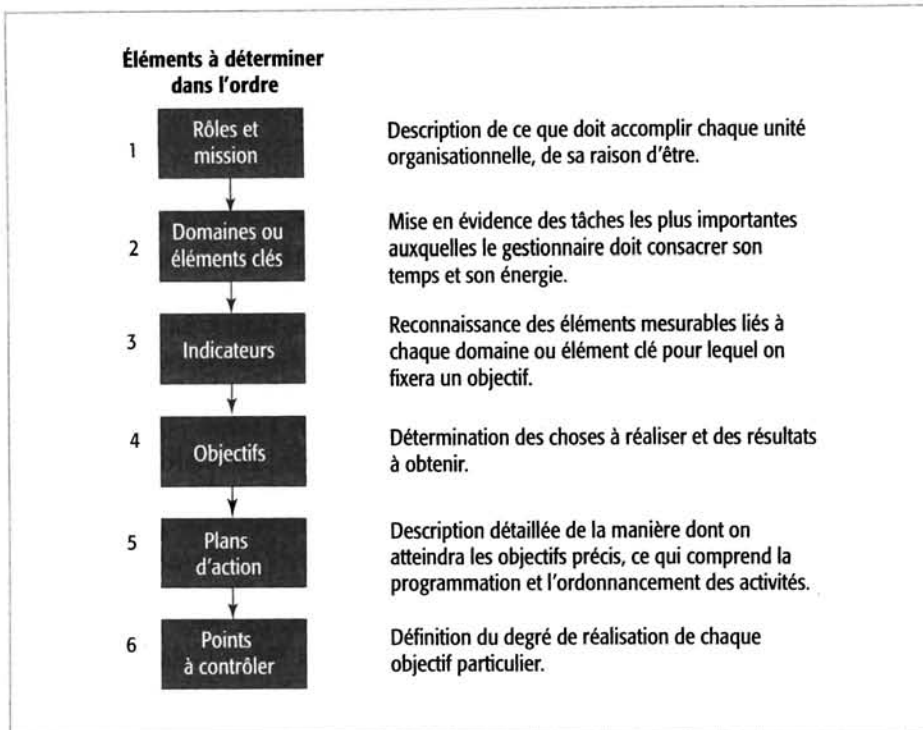 Éléments à déterminer
dans l'ordre
1
Rôles et
mission
Description de ce que doit accomplir chaque unité
organisationnelle, de sa raison d'être.
2
Domaines ou
éléments clés
Mise en évidence des tâches les plus importantes
auxquelles le gestionnaire doit consacrer son
temps et son énergie.
3
Indicateurs
Reconnaissance des éléments mesurables liés à
chaque domaine ou élément clé pour lequel on
fixera un objectif.
4
Objectifs
Détermination des choses à réaliser et des résultats
à obtenir.
5
Plans
d'action
Description détaillée de la manière dont on
atteindra les objectifs précis, ce qui comprend la
programmation et l'ordonnancement des activités.
6
Points
à contrôler
Définition du degré de réalisation de chaque
objectif particulier.